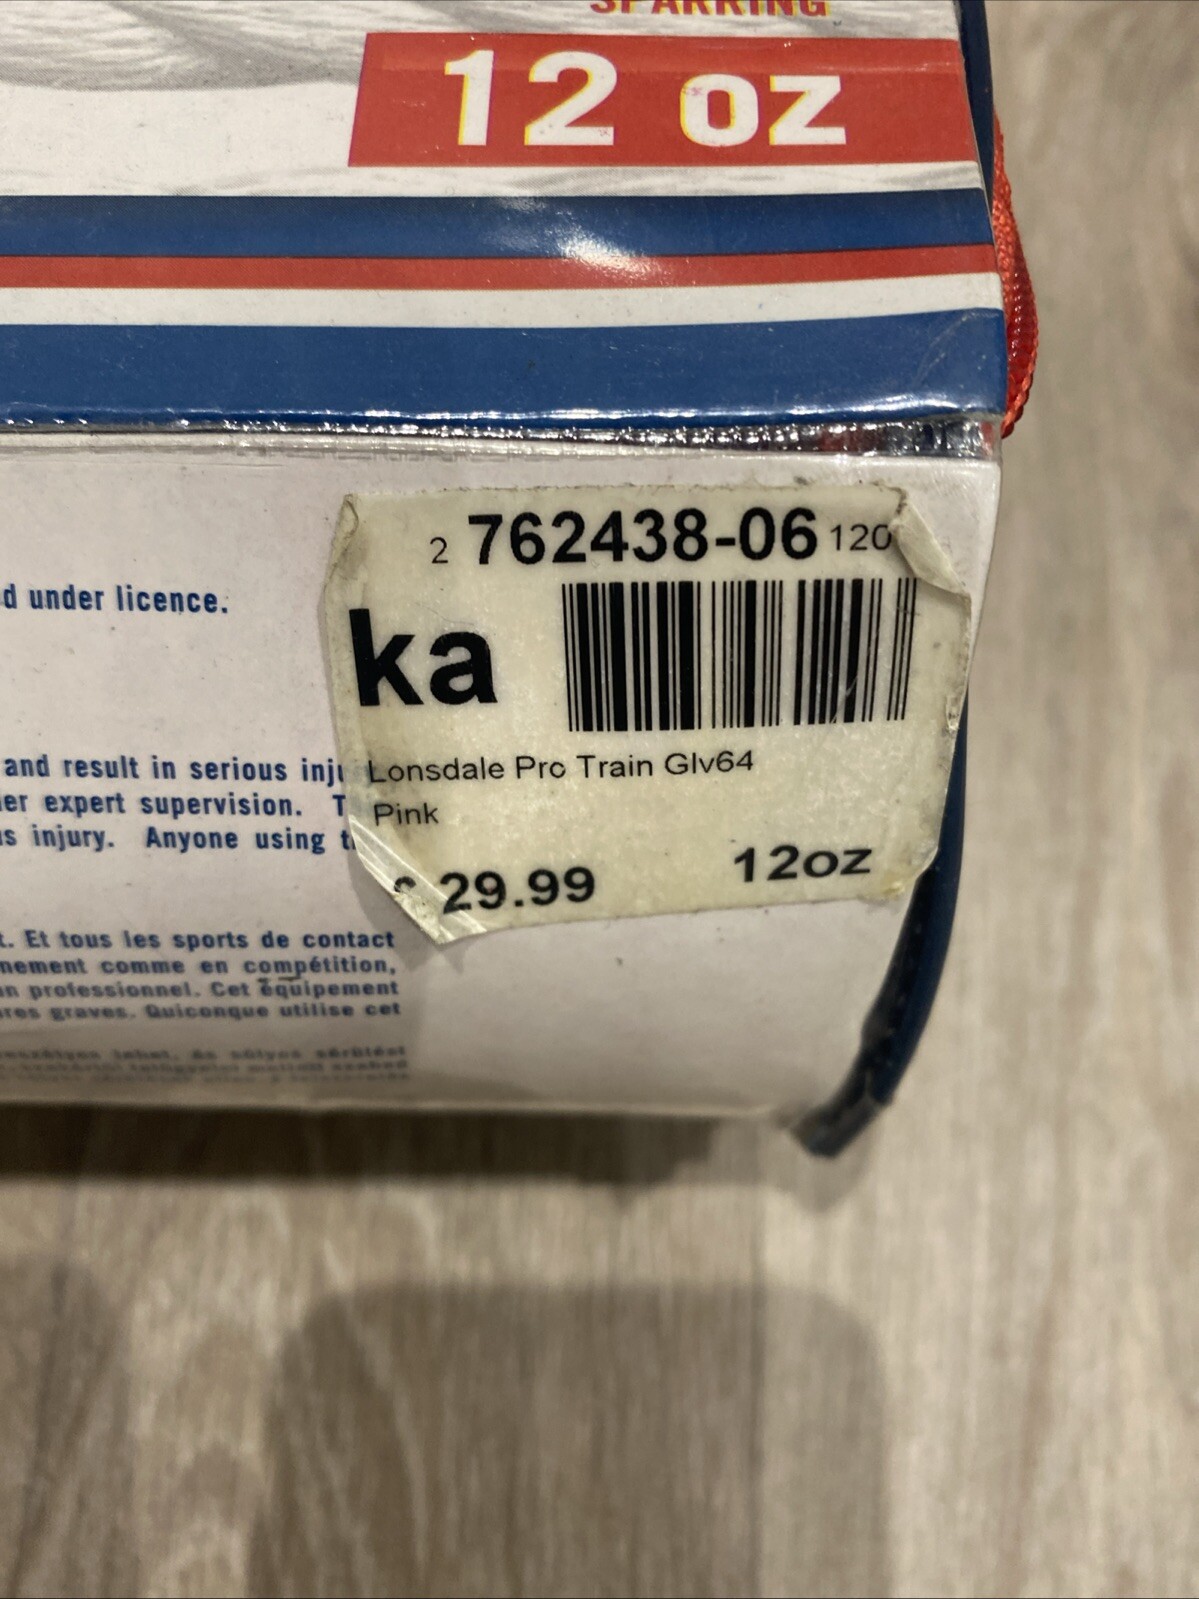 SPARRING
12 oz
d under licence.
and result in serious inju
er expert supervision. T
s injury. Anyone using t
2 762438-06 120
ka
Lonsdale Pro Train Glv64
Pink
29.99 12oz
t. Et tous les sports de contact
nement comme en compétition,
n professionnel. Cet équipement
res graves. Quiconque utilise cet